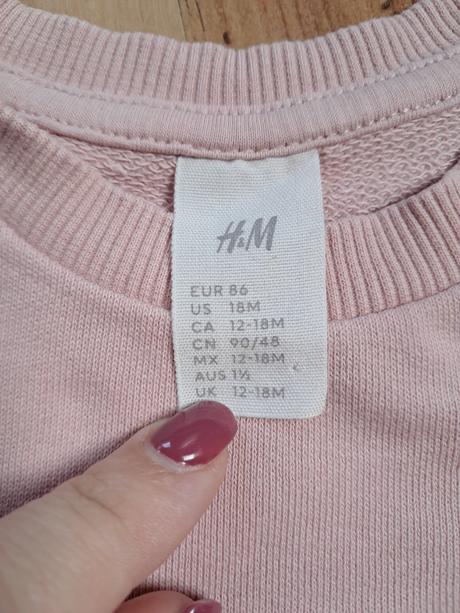 H&M
EUR 86
US 18M
CA 12-18M
CN 90/48
MX 12-18M
AUS 1½
UK 12-18M